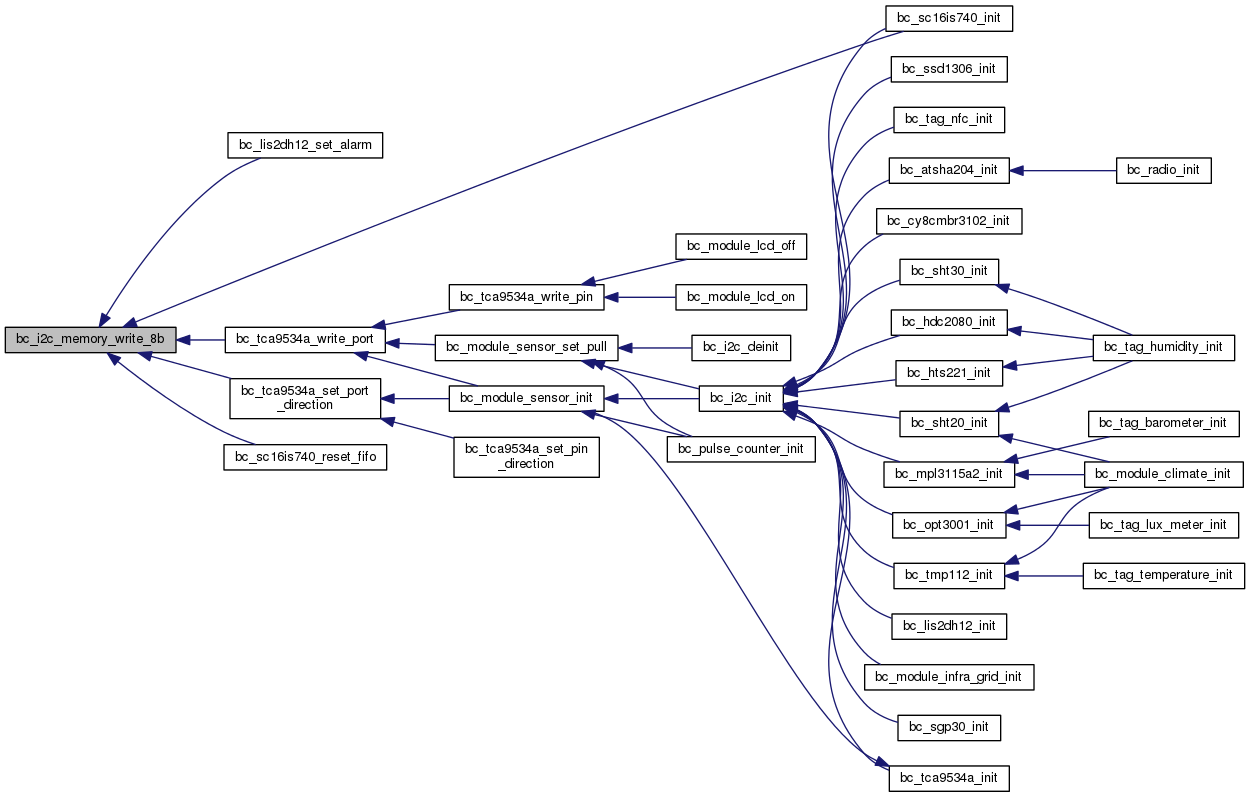 bc_i2c_memory_write_8b
bc_lis2dh12_set_alarm
bc_tca9534a_write_port
bc_tca9534a_set_port
_direction
bc_sc16is740_reset_fifo
bc_tca9534a_write_pin
bc_module_sensor_set_pull
bc_module_sensor_init
bc_tca9534a_set_pin
_direction
bc_module_lcd_off
bc_module_lcd_on
bc_i2c_deinit
bc_i2c_init
bc_pulse_counter_init
bc_sc16is740_init
bc_ssd1306_init
bc_tag_nfc_init
bc_atsha204_init
bc_cy8cmbr3102_init
bc_sht30_init
bc_hdc2080_init
bc_hts221_init
bc_sht20_init
bc_mpl3115a2_init
bc_opt3001_init
bc_tmp112_init
bc_lis2dh12_init
bc_module_infra_grid_init
bc_sgp30_init
bc_tca9534a_init
bc_radio_init
bc_tag_humidity_init
bc_tag_barometer_init
bc_module_climate_init
bc_tag_lux_meter_init
bc_tag_temperature_init